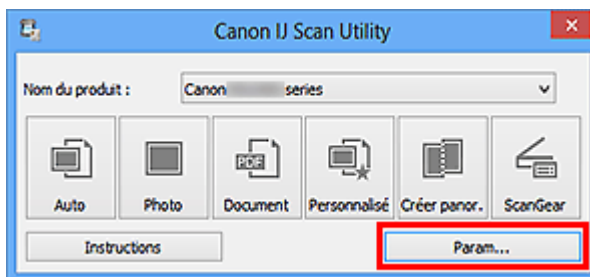 Canon IJ Scan Utility
Nom du produit : Canon series
PDF
Auto Photo Document Personnalisé Créer panor. ScanGear
Instructions Param...